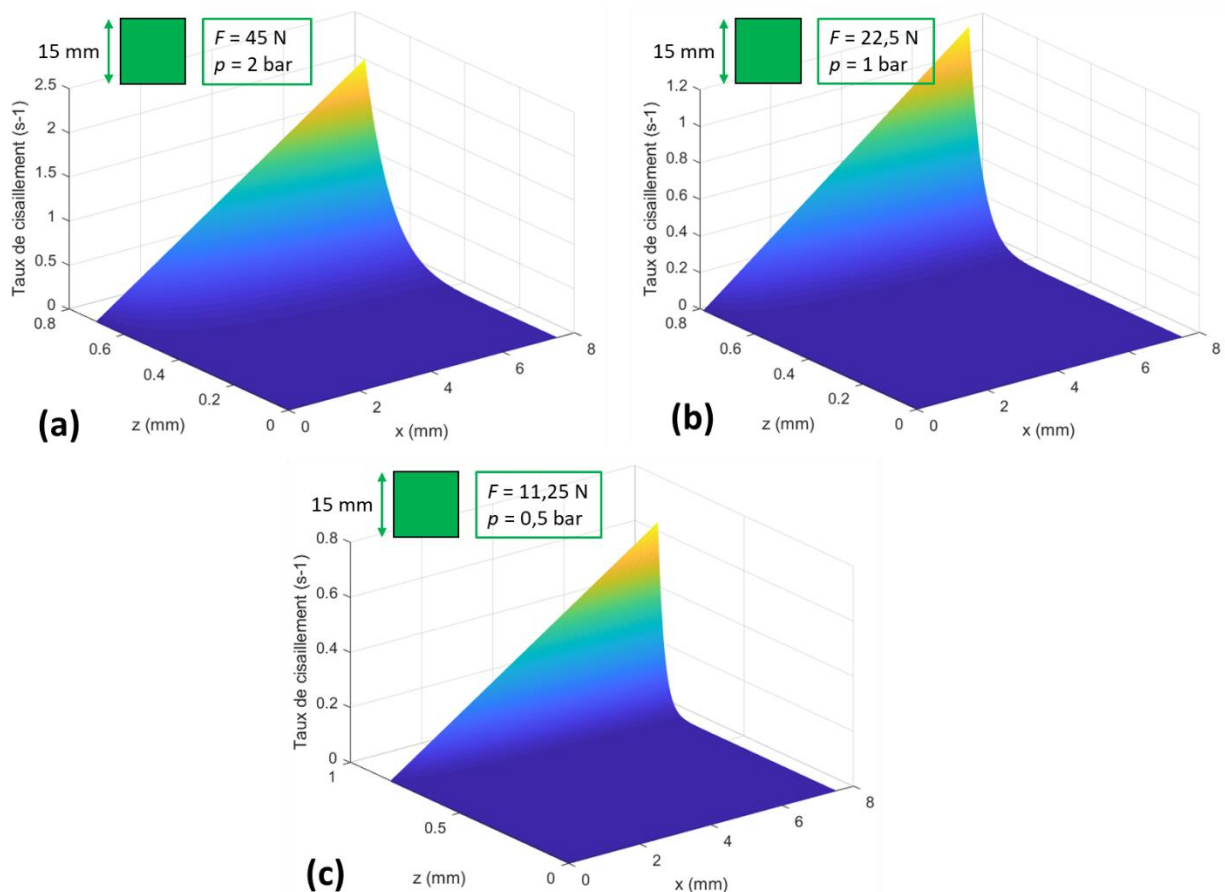 15 mm
F = 45 N
p = 2 bar
Taux de cisaillement (s-1)
2.5
2
1.5
1
0.5
0
0.8
0.6
0.4
0.2
0
z (mm)
0
2
4
6
8
x (mm)
(a)
15 mm
F = 22,5 N
p = 1 bar
Taux de cisaillement (s-1)
1.2
1
0.8
0.6
0.4
0.2
0
0.8
0.6
0.4
0.2
0
z (mm)
0
2
4
6
8
x (mm)
(b)
15 mm
F = 11,25 N
p = 0,5 bar
Taux de cisaillement (s-1)
0.8
0.6
0.4
0.2
0
1
0.5
0
z (mm)
0
2
4
6
8
x (mm)
(c)